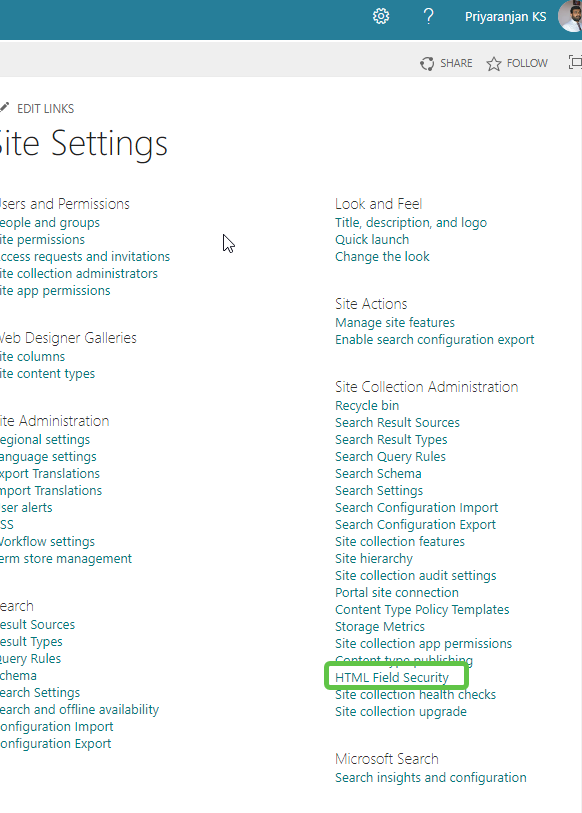 Priyaranjan KS
SHARE
FOLLOW
EDIT LINKS
Site Settings
sers and Permissions
eople and groups
ite permissions
ccess requests and invitations
ite collection administrators
ite app permissions
Web Designer Galleries
ite columns
ite content types
ite Administration
egional settings
anguage settings
xport Translations
mport Translations
ser alerts
SS
Workflow settings
erm store management
earch
esult Sources
esult Types
uery Rules
chema
earch Settings
earch and offline availability
onfiguration Import
onfiguration Export
Look and Feel
Title, description, and logo
Quick launch
Change the look
Site Actions
Manage site features
Enable search configuration export
Site Collection Administration
Recycle bin
Search Result Sources
Search Result Types
Search Query Rules
Search Schema
Search Settings
Search Configuration Import
Search Configuration Export
Site collection features
Site hierarchy
Site collection audit settings
Portal site connection
Content Type Policy Templates
Storage Metrics
Site collection app permissions
Content type publishing
HTML Field Security
Site collection health checks
Site collection upgrade
Microsoft Search
Search insights and configuration